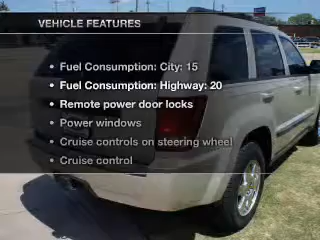 VEHICLE FEATURES
• Fuel Consumption: City: 15
• Fuel Consumption: Highway: 20
• Remote power door locks
• Power windows
• Cruise controls on steering wheel
• Cruise control